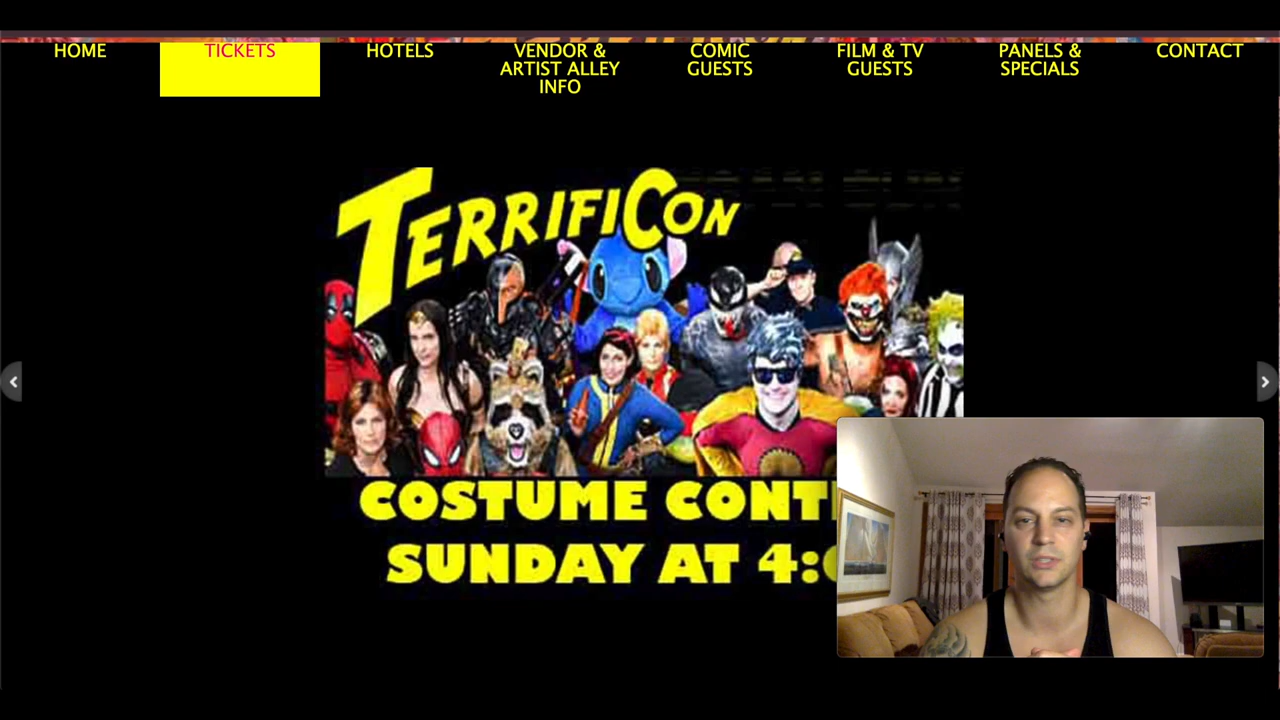 HOME
TICKETS
HOTELS
VENDOR &
ARTIST ALLEY
INFO
COMIC
GUESTS
FILM & TV
GUESTS
PANELS &
SPECIALS
CONTACT
TERRIFICON
COSTUME CONT
SUNDAY AT 4: